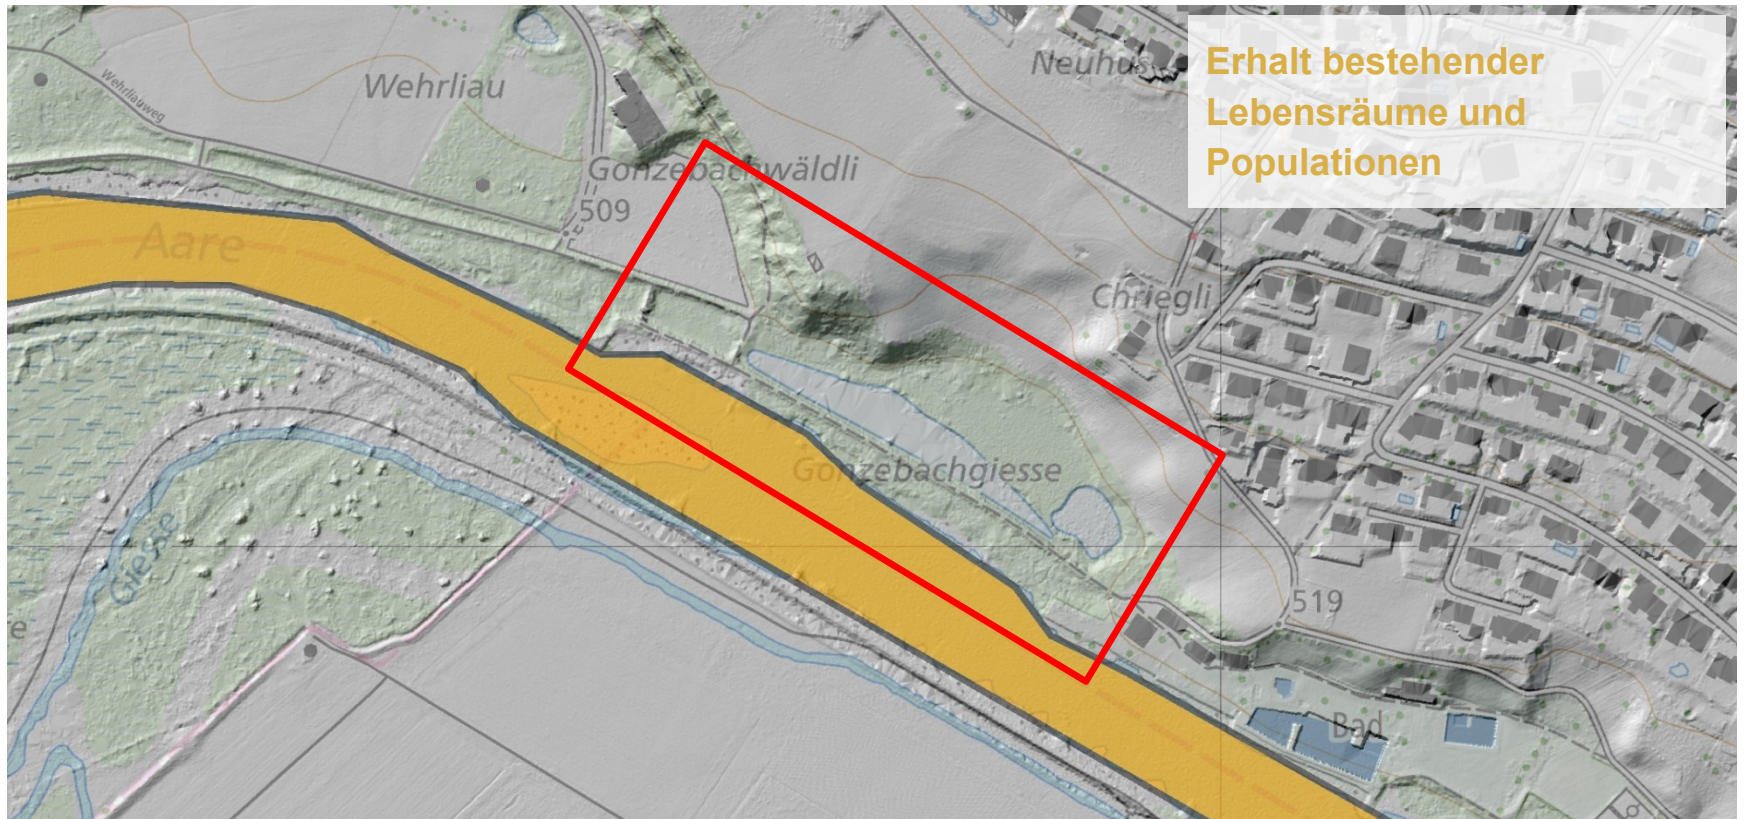 Erhalt bestehender
Lebensräume und
Populationen
Neuhus
Wehrliau
Wehrliauweg
Gonzebachwäldli
509
Aare
Chriegli
Gonzebachgiesse
Giesse
519
Bad